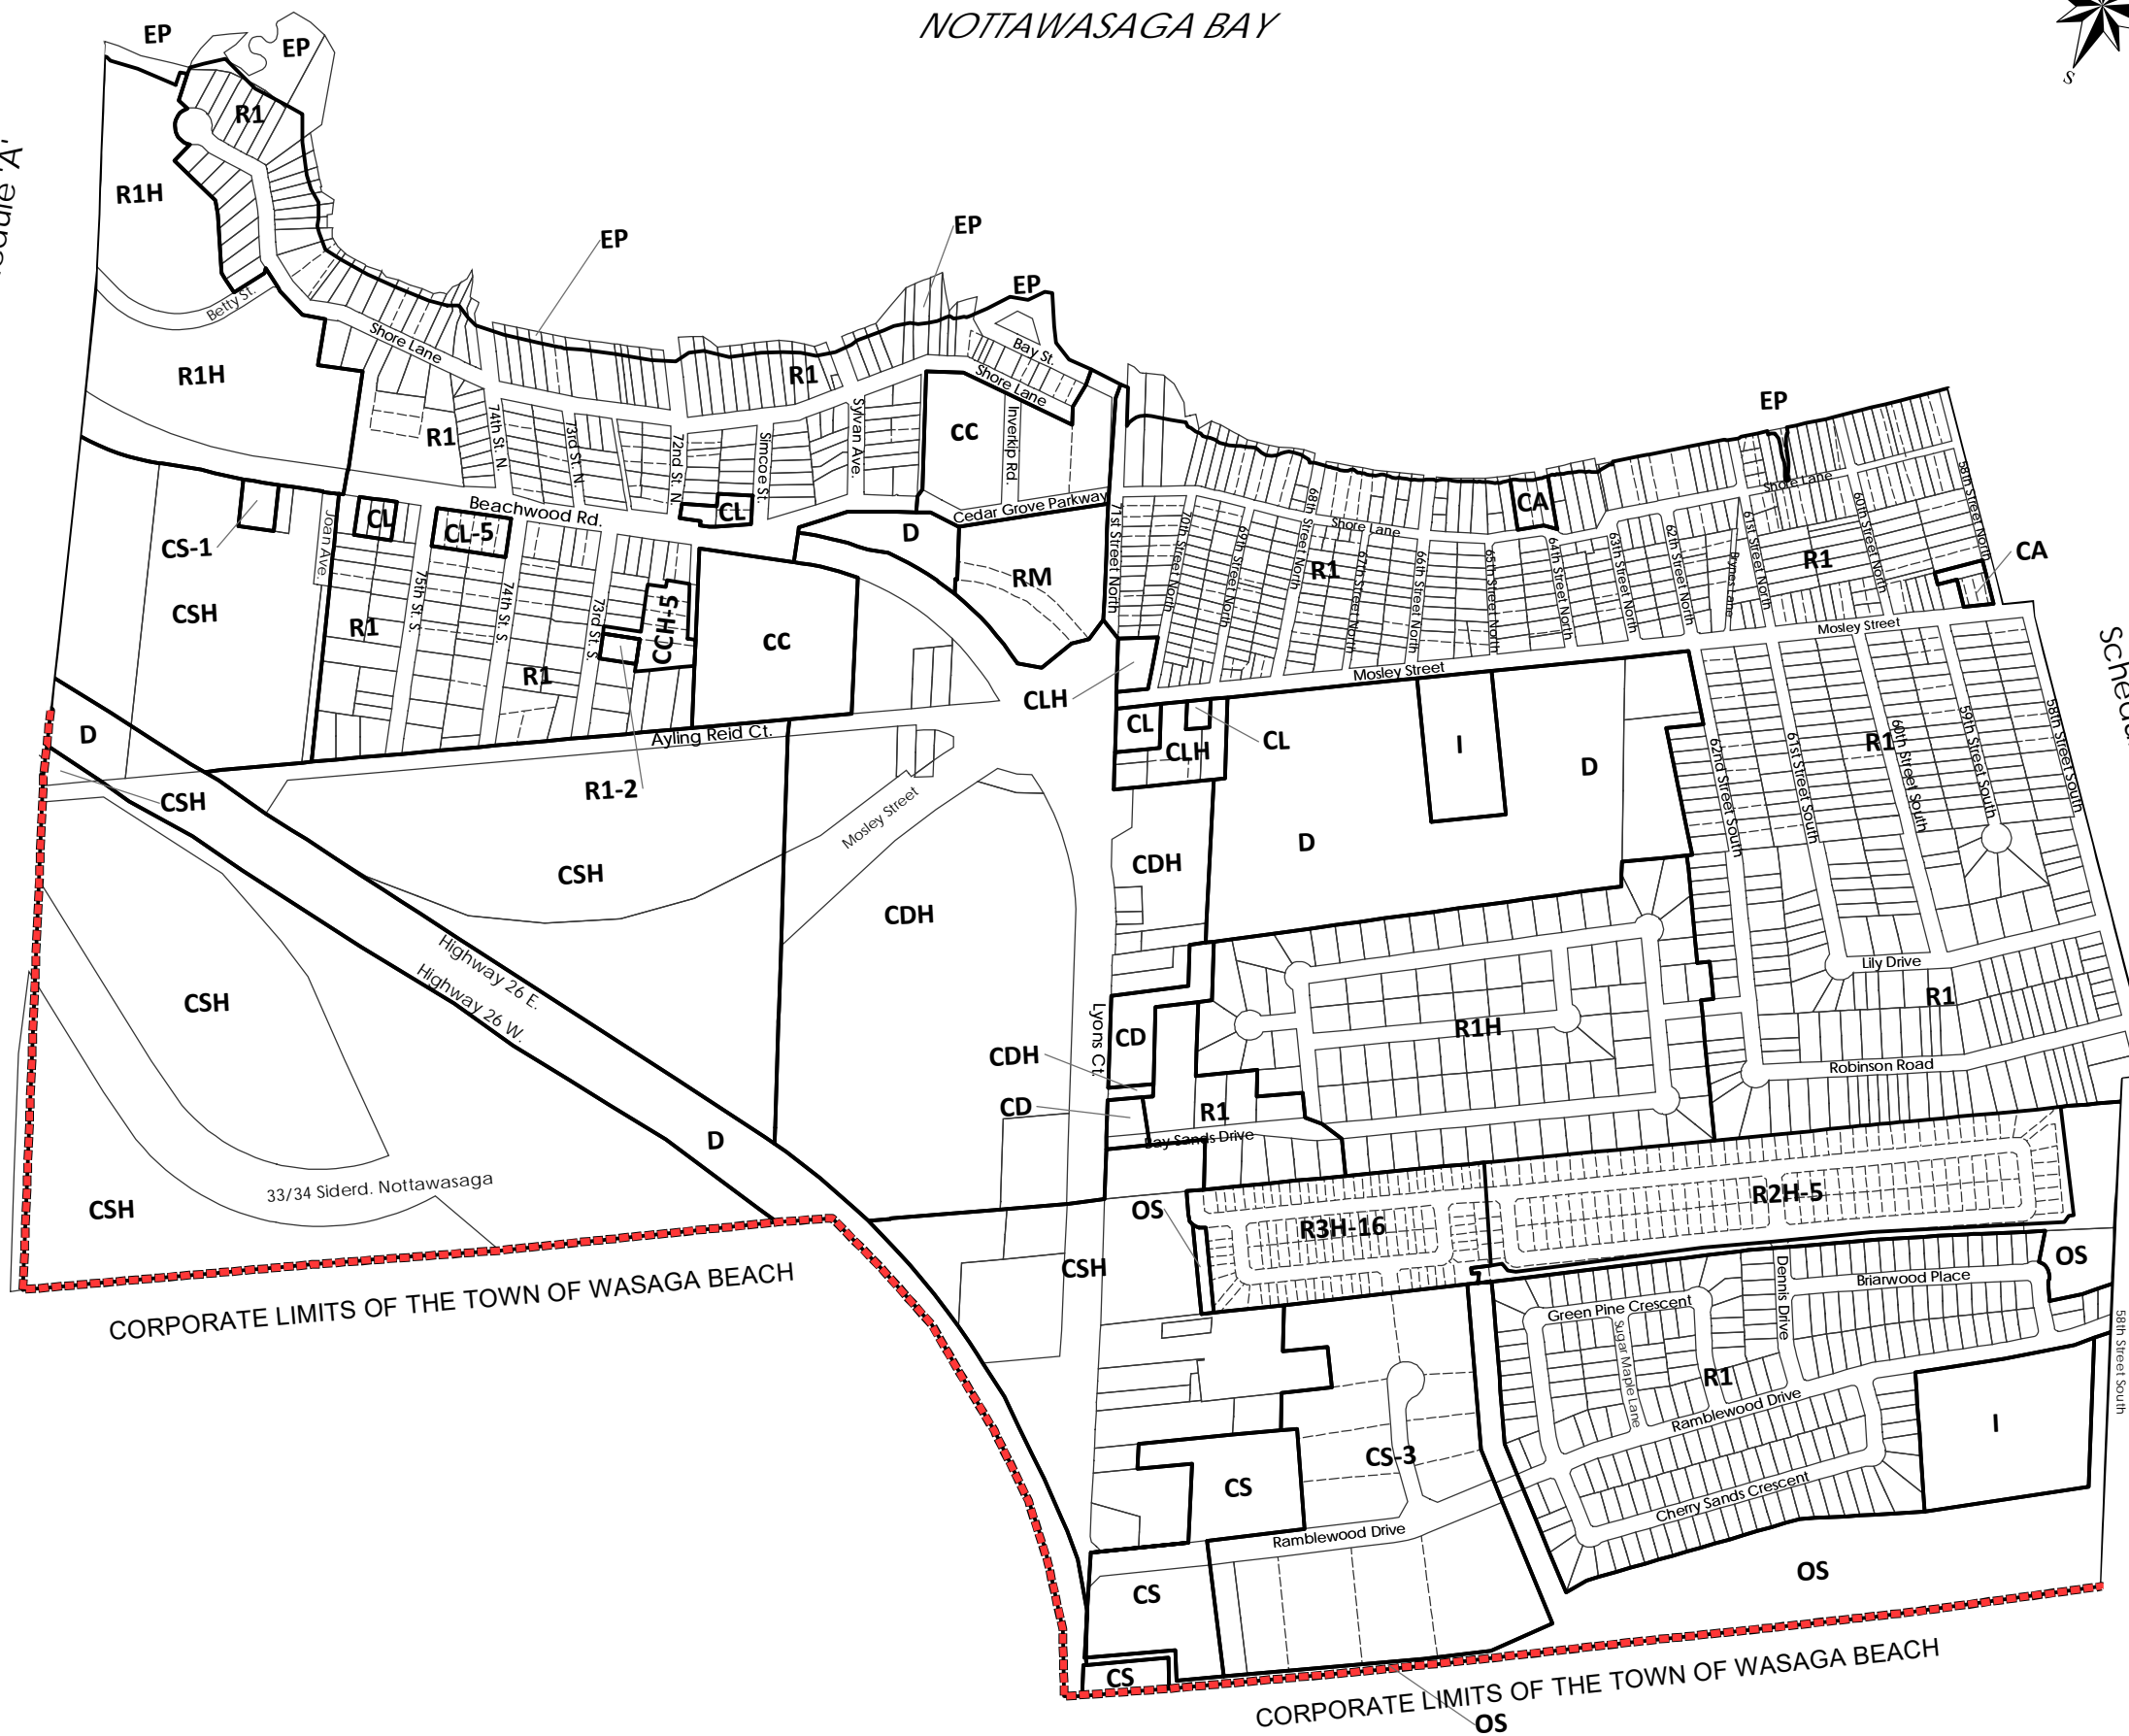 NOTTAWASAGA BAY
S
EP
EP
R1
R1H
EP
EP
EP
Betty St.
Shore Lane
Bay St.
Shore Lane
R1H
R1
EP
CC
Inverkip Rd.
Sylvan Ave.
R1
74th St. N.
73rd St. N.
72nd St. N.
Simcoe St.
Shore Lane
58th Street North
CA
CL
CL-5
Beachwood Rd.
CL
D
Cedar Grove Parkway
68th Street North
Shore Lane
60th Street North
CS-1
Joan Ave.
71st Street North
70th Street North
69th Street North
R1
67th Street North
66th Street North
65th Street North
64th Street North
63th Street North
62th Street North
Brynes Lane
61st Street North
R1
CA
CSH
R1
75th St. S.
74th St. S.
73rd St. S.
CCH-5
CC
RM
Mosley Street
R1
Mosley Street
CLH
D
Ayling Reid Ct.
CL
CLH
CL
I
D
R1
62nd Street South
61st Street South
60th Street South
59th Street South
58th Street South
CSH
R1-2
Mosley Street
D
CSH
CDH
CDH
Highway 26 E.
Highway 26 W.
Lily Drive
CSH
Lyons Ct.
CD
R1H
R1
CDH
Robinson Road
CD
R1
D
Bay Sands Drive
33/34 Siderd. Nottawasaga
CSH
OS
R3H-16
R2H-5
CSH
OS
CORPORATE LIMITS OF THE TOWN OF WASAGA BEACH
Green Pine Crescent
Dennis Drive
Briarwood Place
Sugar Maple Lane
R1
58th Street South
Ramblewood Drive
I
CS-3
CS
Cherry Sands Crescent
Ramblewood Drive
CS
OS
CS
CORPORATE LIMITS OF THE TOWN OF WASAGA BEACH
OS